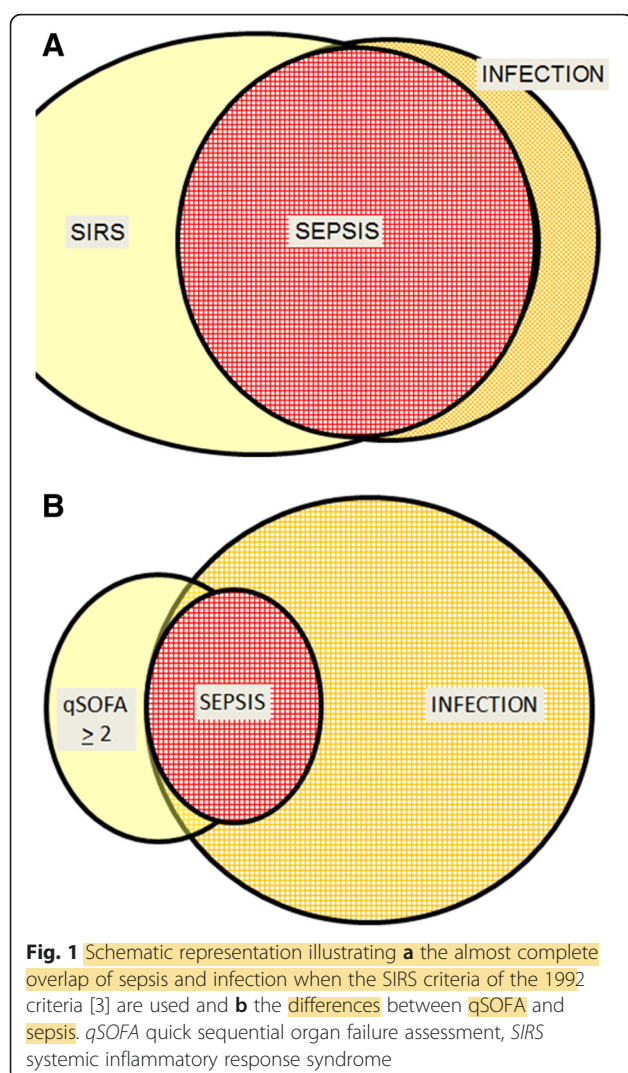 A
INFECTION
SIRS
SEPSIS
B
qSOFA
≥ 2
SEPSIS
INFECTION
Fig. 1 Schematic representation illustrating a the almost complete
overlap of sepsis and infection when the SIRS criteria of the 1992
criteria [3] are used and b the differences between qSOFA and
sepsis. qSOFA quick sequential organ failure assessment, SIRS
systemic inflammatory response syndrome